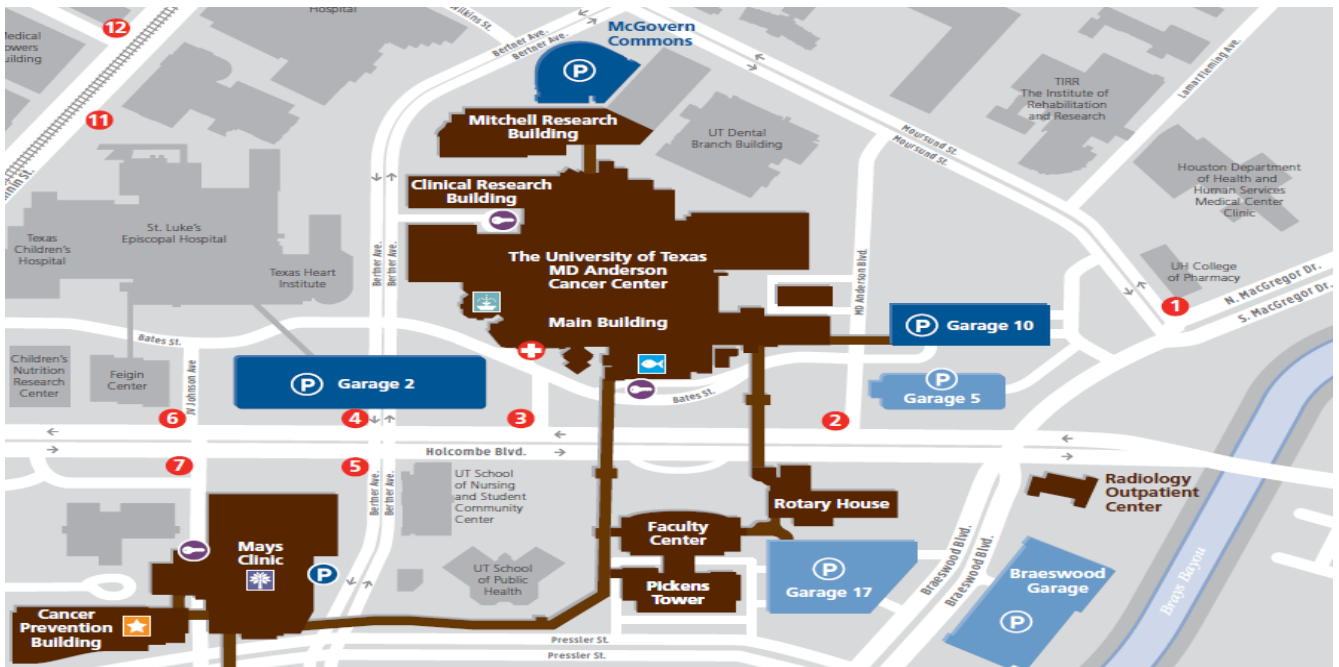 12
Hospital
Wilkins St.
Bertner Ave.
Bertner Ave.
McGovern
Commons
P
Medical
Towers
Building
11
Mitchell Research
Building
UT Dental
Branch Building
TIRR
The Institute of
Rehabilitation
and Research
Lamar Fleming Ave.
Moursund St.
Moursund St.
Houston Department
of Health and
Human Services
Medical Center
Clinic
Clinical Research
Building
St. Luke's
Episcopal Hospital
Texas
Children's
Hospital
Texas Heart
Institute
Bertner Ave.
Bertner Ave.
The University of Texas
MD Anderson
Cancer Center
Main Building
MD Anderson Blvd.
UH College
of Pharmacy
N. MacGregor Dr.
S. MacGregor Dr.
1
P Garage 10
Bates St.
Children's
Nutrition
Research
Center
Feigin
Center
JV Johnson Ave
P Garage 2
Bates St.
P
Garage 5
6
4
3
2
Holcombe Blvd.
7
5
Bertner Ave.
Bertner Ave.
UT School
of Nursing
and Student
Community
Center
Rotary House
Radiology
Outpatient
Center
Faculty
Center
Mays
Clinic
P
UT School
of Public
Health
Pickens
Tower
P
Garage 17
Braeswood Blvd.
Braeswood Blvd.
Braeswood
Garage
P
Brays Bayou
Cancer
Prevention
Building
Pressler St.
Pressler St.